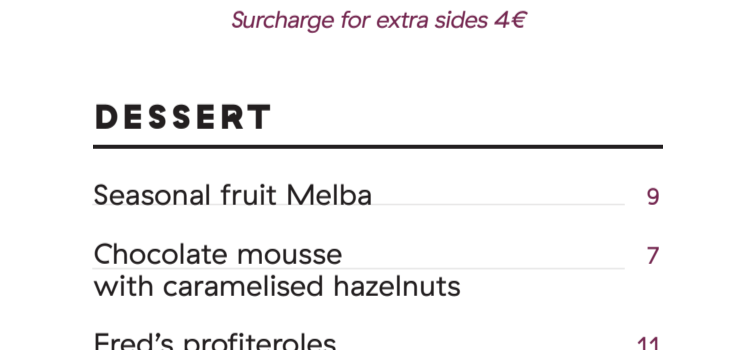 Surcharge for extra sides 4€
DESSERT
Seasonal fruit Melba 9
Chocolate mousse 7
with caramelised hazelnuts
Fred's profiteroles 11